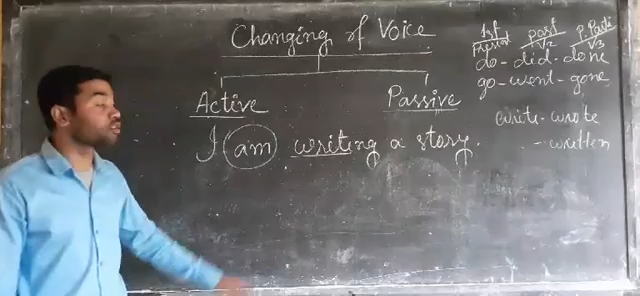 Changing of Voice
Active Passive
I am writing a story.
1st past P. Parti
Present V2 V3
do - did - done
go - went - gone
write - wrote
- written